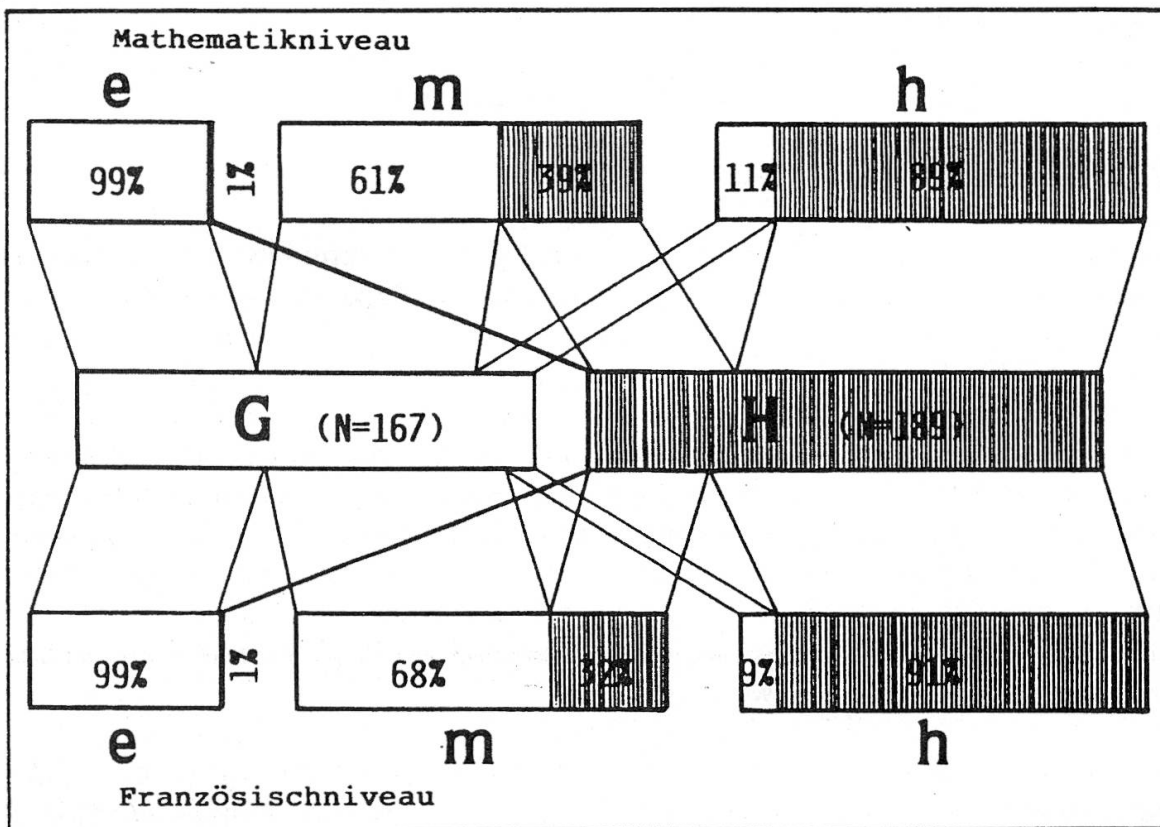 Mathematikniveau
e m h
99% 1% 61% 39% 11% 89%
G (N=167) H (N=189)
99% 1% 68% 32% 9% 91%
e m h
Französischniveau